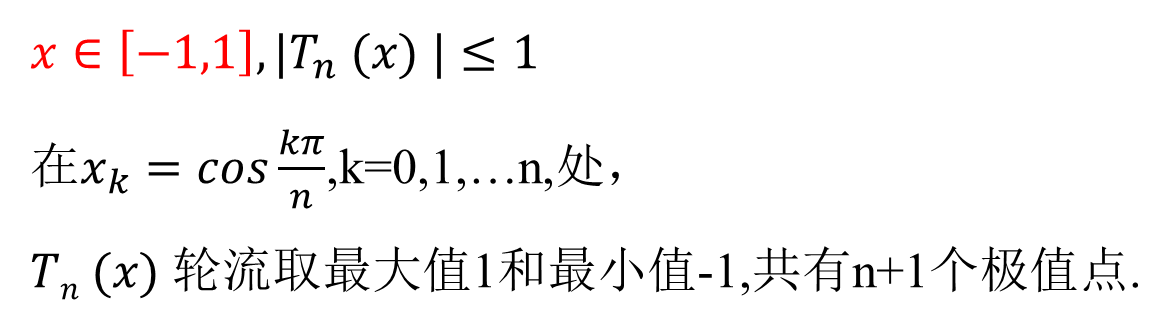 x ∈ [−1,1], |Tₙ (x) | ≤ 1
在xₖ = cos kπ/n,k=0,1,…n,处，
Tₙ (x) 轮流取最大值1和最小值-1,共有n+1个极值点.